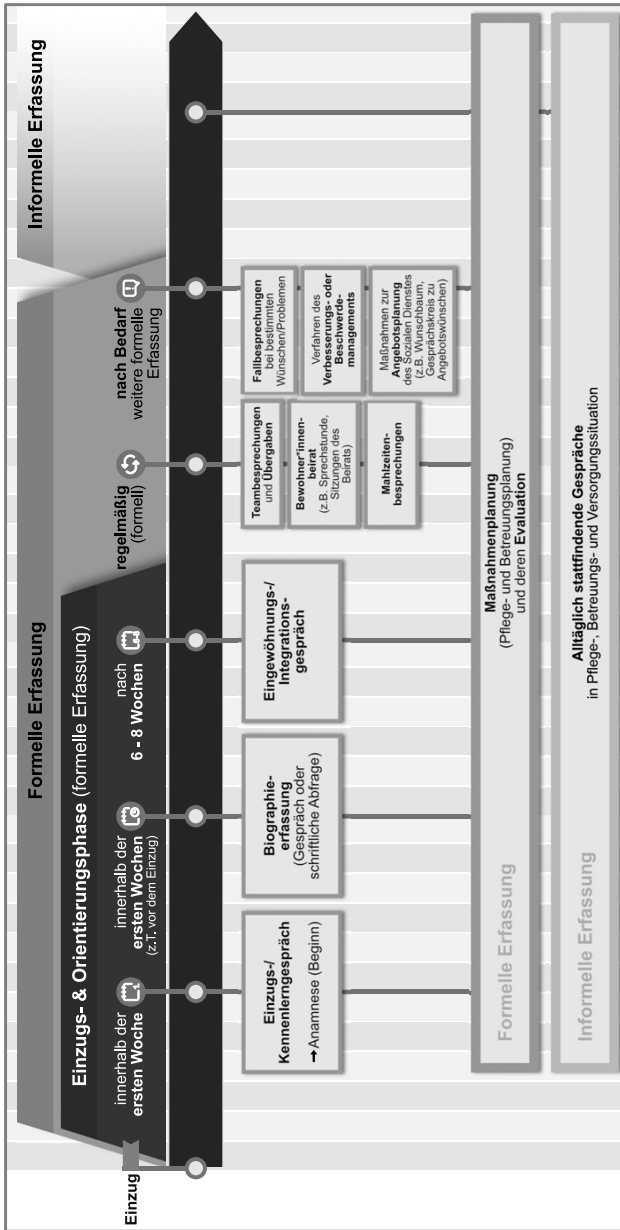 Formelle Erfassung
Informelle Erfassung
Einzugs- & Orientierungsphase (formelle Erfassung)
Einzug
innerhalb der
ersten Woche
innerhalb der
ersten Wochen
(z.T. vor dem Einzug)
nach
6 - 8 Wochen
regelmäßig
(formell)
nach Bedarf
weitere formelle
Erfassung
Einzugs-/
Kennenlerngespräch
→ Anamnese (Beginn)
Biographie-
erfassung
(Gespräch oder
schriftliche Abfrage)
Eingewöhnungs-/
Integrations-
gespräch
Teambesprechungen
und Übergaben
Bewohner*innen-
beirat
(z.B. Sprechstunde,
Sitzungen des
Beirats)
Mahlzeiten-
besprechungen
Fallbesprechungen
bei bestimmten
Wünschen/Problemen
Verfahren des
Verbesserungs- oder
Beschwerde-
managements
Maßnahmen zur
Angebotsplanung
des Sozialen Dienstes
(z.B. Wunschbaum,
Gesprächskreis zu
Angebotswünschen)
Formelle Erfassung
Maßnahmenplanung
(Pflege- und Betreuungsplanung)
und deren Evaluation
Informelle Erfassung
Alltäglich stattfindende Gespräche
in Pflege-, Betreuungs- und Versorgungssituation